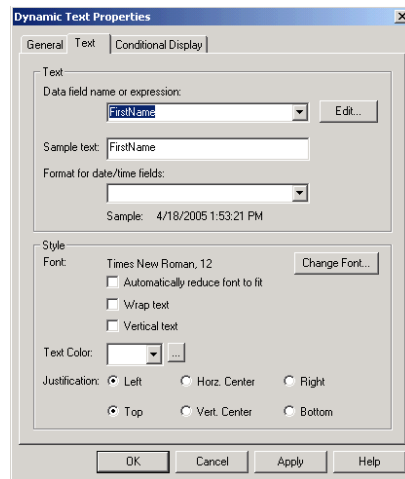 Dynamic Text Properties
General Text Conditional Display
Text
Data field name or expression:
FirstName Edit...
Sample text: FirstName
Format for date/time fields:
Sample: 4/18/2005 1:53:21 PM
Style
Font: Times New Roman, 12 Change Font...
Automatically reduce font to fit
Wrap text
Vertical text
Text Color: ...
Justification: Left Horz. Center Right
Top Vert. Center Bottom
OK Cancel Apply Help